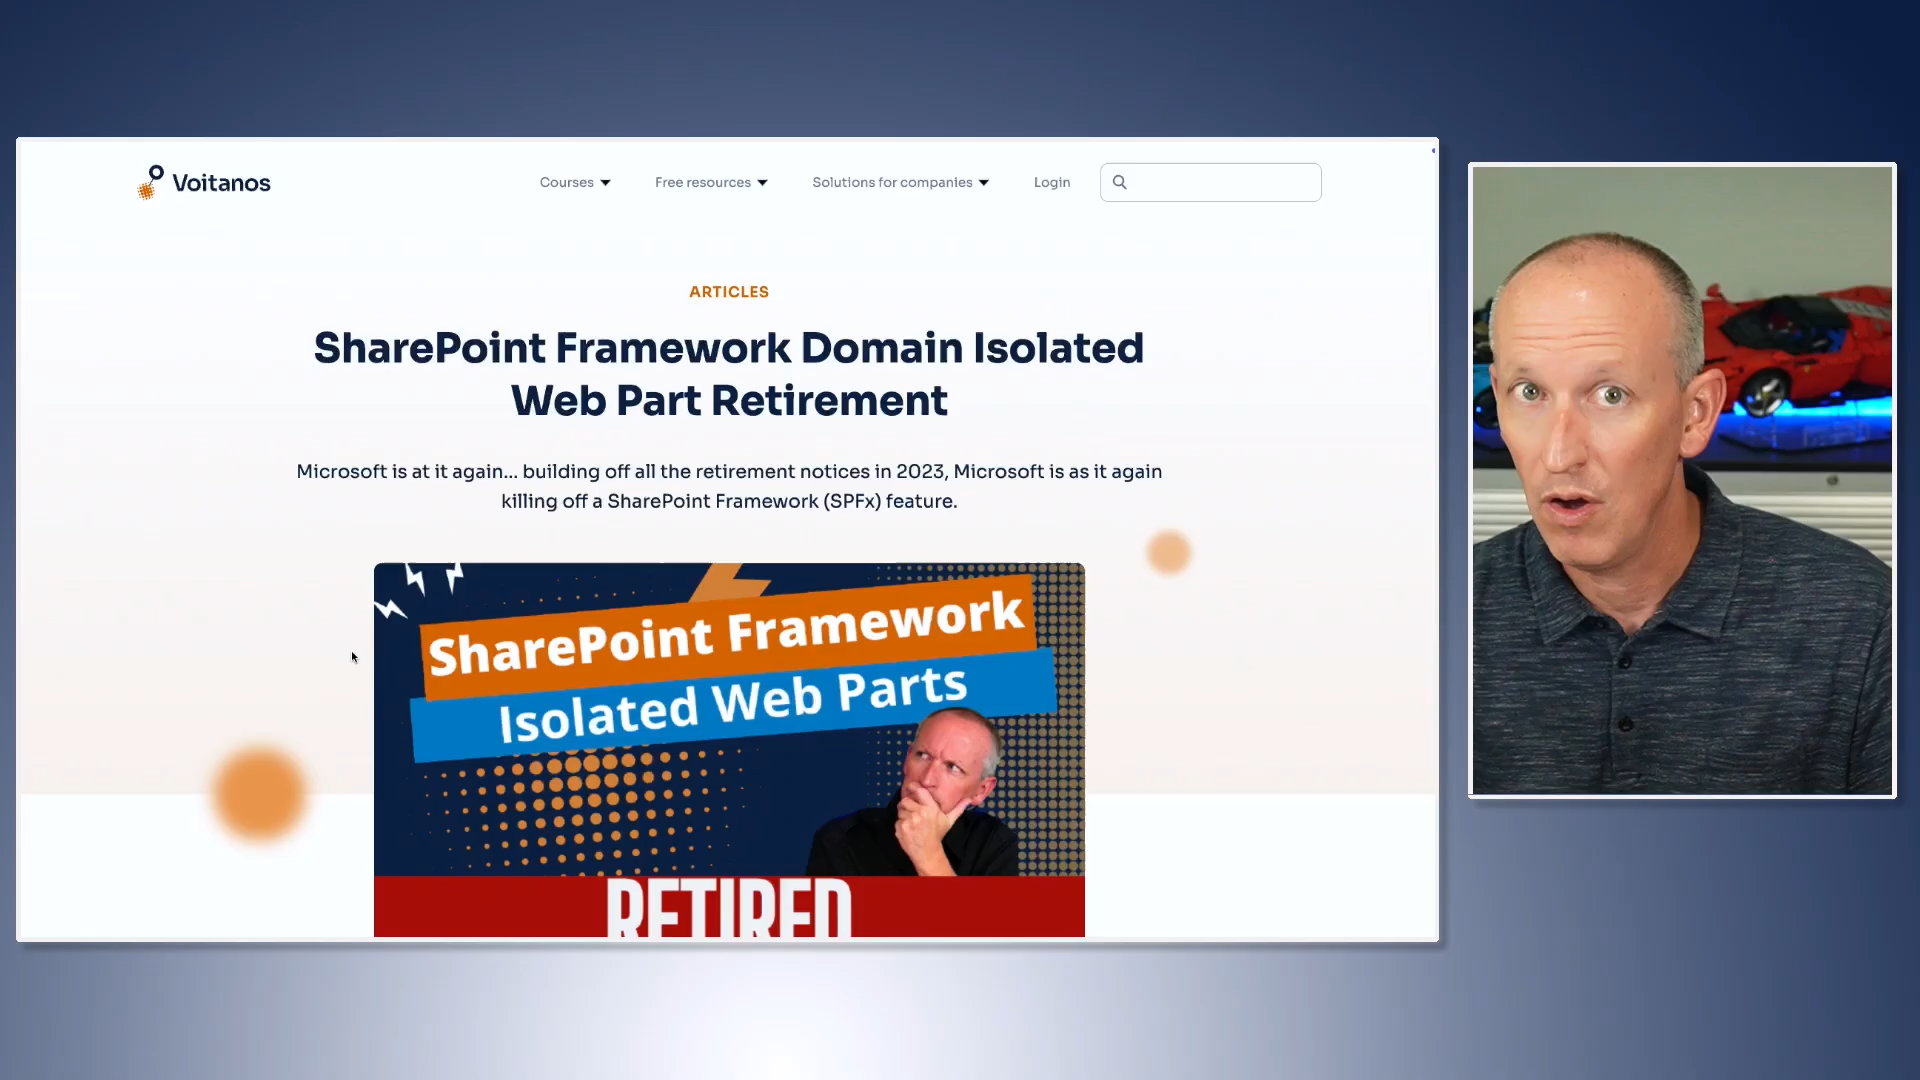 Voitanos
Courses
Free resources
Solutions for companies
Login
ARTICLES
SharePoint Framework Domain Isolated
Web Part Retirement
Microsoft is at it again... building off all the retirement notices in 2023, Microsoft is as it again
killing off a SharePoint Framework (SPFx) feature.
SharePoint Framework
Isolated Web Parts
RETIRED